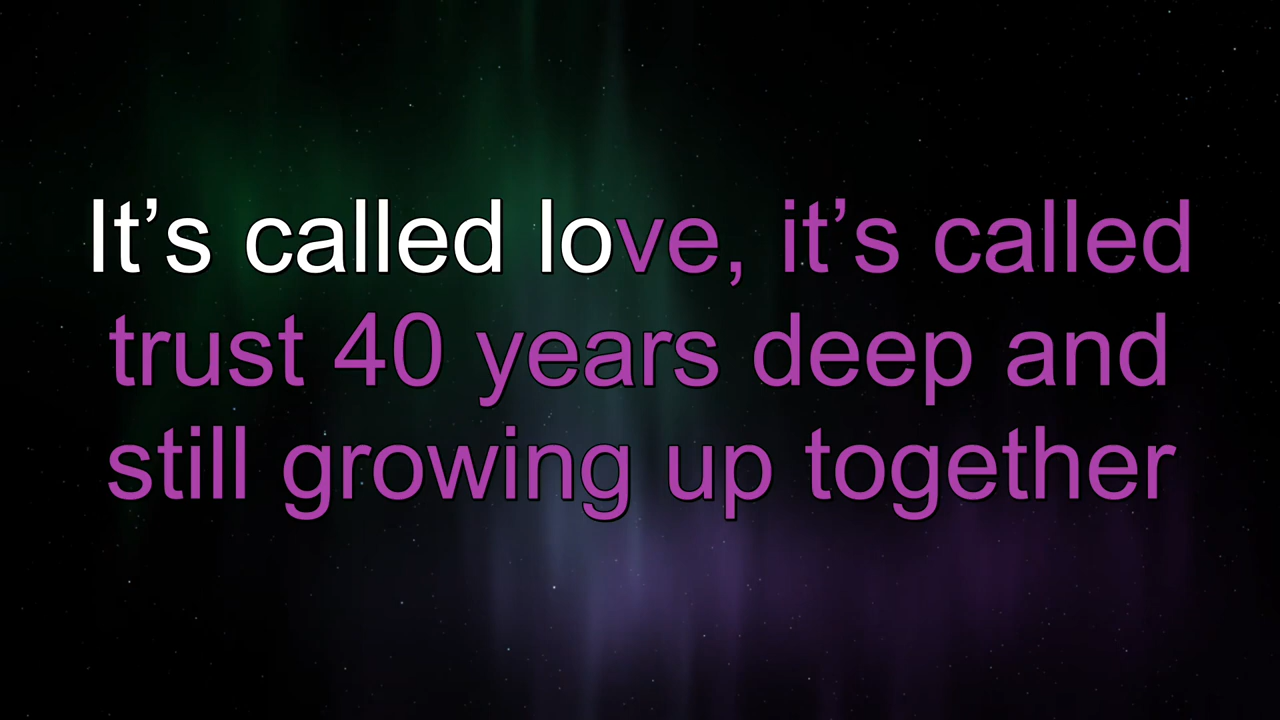 It’s called love, it’s called
trust 40 years deep and
still growing up together